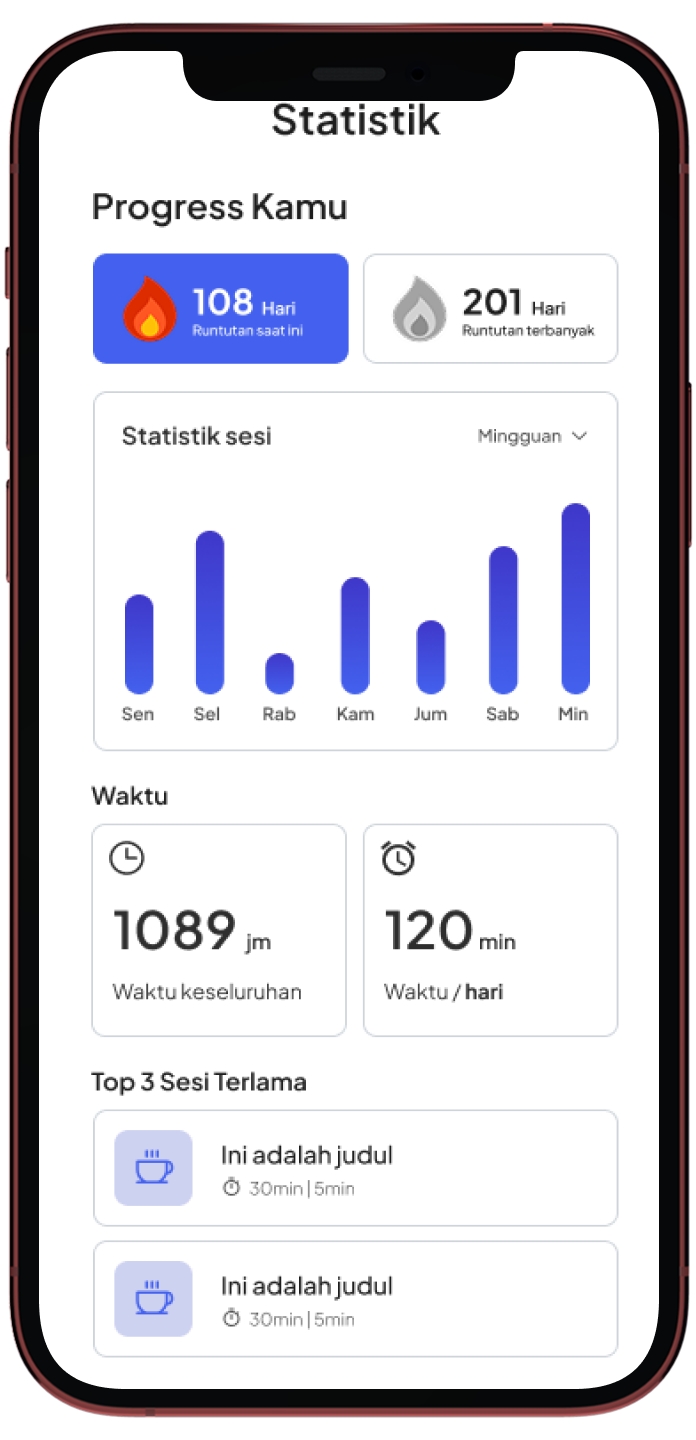 Statistik
Progress Kamu
108 Hari
Runtutan saat ini
201 Hari
Runtutan terbanyak
Statistik sesi
Mingguan
Sen Sel Rab Kam Jum Sab Min
Waktu
1089 jm
Waktu keseluruhan
120 min
Waktu / hari
Top 3 Sesi Terlama
Ini adalah judul
30min | 5min
Ini adalah judul
30min | 5min